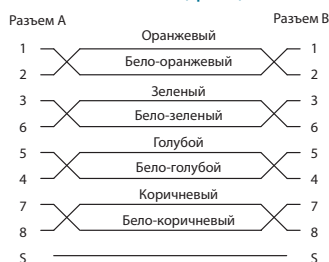 Разъем А Разъем В
Оранжевый
1 1
Бело-оранжевый
2 2
Зеленый
3 3
Бело-зеленый
6 6
Голубой
5 5
Бело-голубой
4 4
Коричневый
7 7
Бело-коричневый
8 8
S S